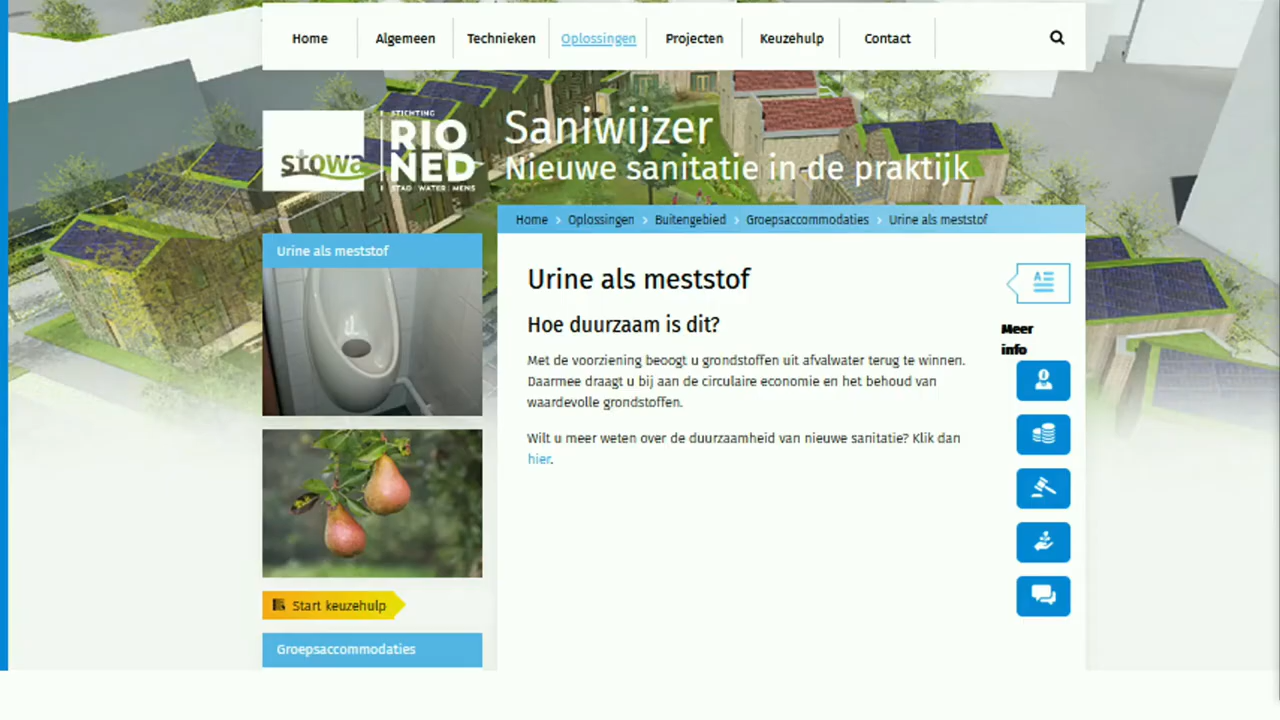 Home
Algemeen
Technieken
Oplossingen
Projecten
Keuzehulp
Contact
stowa
STICHTING
RIO
NED
STAD WATER MENS
Saniwijzer
Nieuwe sanitatie in de praktijk
Home > Oplossingen > Buitengebied > Groepsaccommodaties > Urine als meststof
Urine als meststof
Start keuzehulp
Groepsaccommodaties
Urine als meststof
Hoe duurzaam is dit?
Met de voorziening beoogt u grondstoffen uit afvalwater terug te winnen.
Daarmee draagt u bij aan de circulaire economie en het behoud van
waardevolle grondstoffen.
Wilt u meer weten over de duurzaamheid van nieuwe sanitatie? Klik dan
hier.
A
Meer
info